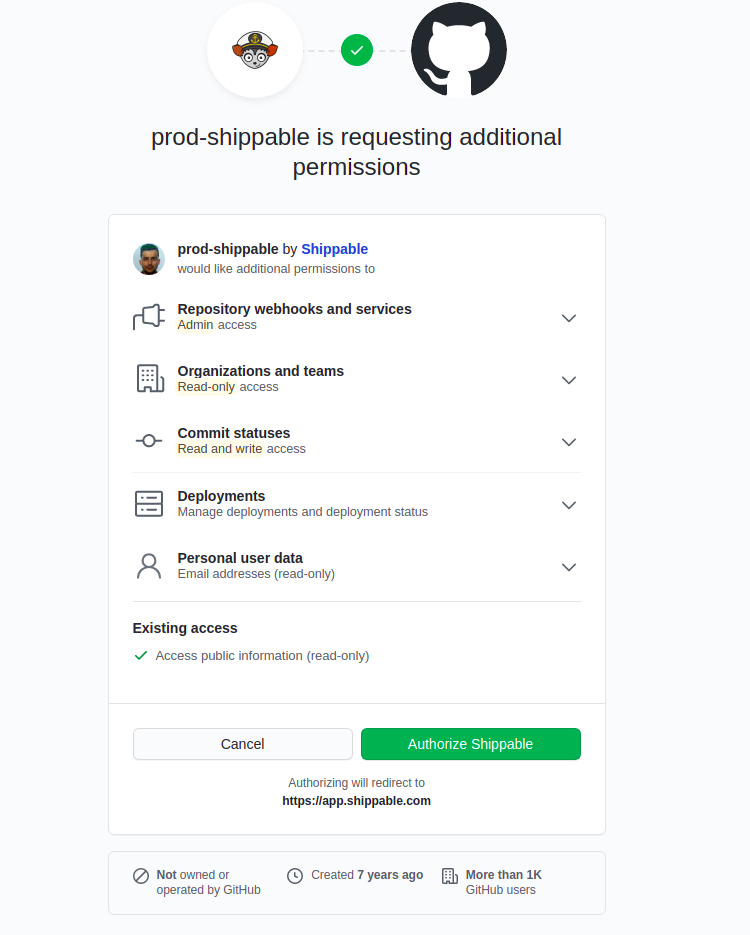 prod-shippable is requesting additional
permissions
prod-shippable by Shippable
would like additional permissions to
Repository webhooks and services
Admin access
Organizations and teams
Read-only access
Commit statuses
Read and write access
Deployments
Manage deployments and deployment status
Personal user data
Email addresses (read-only)
Existing access
Access public information (read-only)
Cancel
Authorize Shippable
Authorizing will redirect to
https://app.shippable.com
Not owned or
operated by GitHub
Created 7 years ago
More than 1K
GitHub users